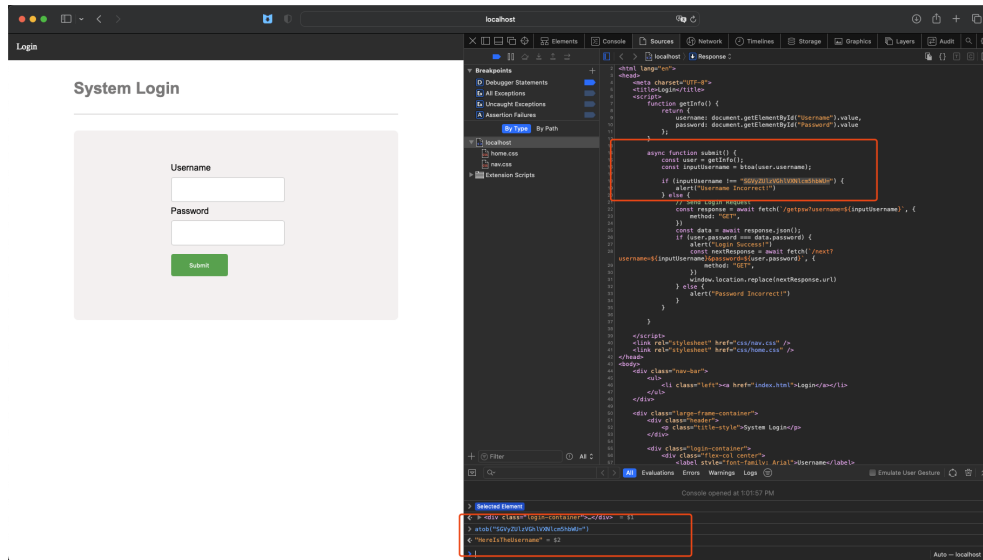 localhost
Login
System Login
Username
Password
Submit
Elements
Console
Sources
Network
Timelines
Storage
Graphics
Layers
Audit
localhost
Response
Breakpoints
Debugger Statements
All Exceptions
Uncaught Exceptions
Assertion Failures
By Type
By Path
localhost
home.css
nav.css
Extension Scripts
Filter
All
<html lang="en">
<head>
<meta charset="UTF-8">
<title>Login</title>
<script>
function getInfo() {
return {
username: document.getElementById("Username").value,
password: document.getElementById("Password").value
};
}
async function submit() {
const user = getInfo();
const inputUsername = btoa(user.username);
if (inputUsername !== "SGVyZUlzVGhlVXNlcm5hbWU=") {
alert("Username Incorrect!")
} else {
// Send Login Request
const response = await fetch(`/getpsw?username=${inputUsername}`, {
method: "GET",
})
const data = await response.json();
if (user.password === data.password) {
alert("Login Success!")
const nextResponse = await fetch(`/next?
username=${inputUsername}&password=${user.password}`, {
method: "GET",
})
window.location.replace(nextResponse.url)
} else {
alert("Password Incorrect!")
}
}
}
</script>
<link rel="stylesheet" href="css/nav.css" />
<link rel="stylesheet" href="css/home.css" />
</head>
<body>
<div class="nav-bar">
<ul>
<li class="left"><a href="index.html">Login</a></li>
</ul>
</div>
<div class="large-frame-container">
<div class="header">
<p class="title-style">System Login</p>
</div>
<div class="login-container">
<div class="flex-col center">
<label style="font-family: Arial">Username</label>
All
Evaluations
Errors
Warnings
Logs
Emulate User Gesture
Console opened at 1:01:57 PM
Selected Element
<div class="login-container">…</div> = $1
atob("SGVyZUlzVGhlVXNlcm5hbWU=")
"HereIsTheUsername" = $2
Auto — localhost